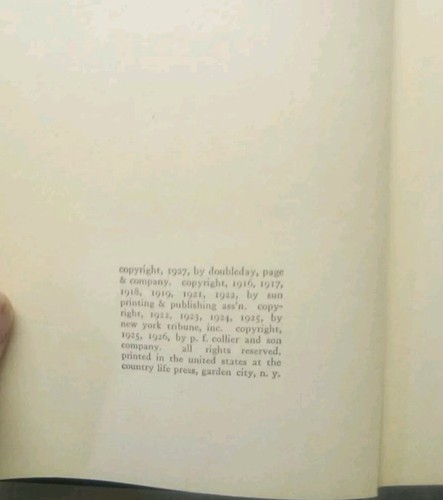 copyright, 1927, by doubleday, page
& company. copyright, 1916, 1917,
1918, 1919, 1921, 1922, by sun
printing & publishing ass'n. copy-
right, 1922, 1923, 1924, 1925, by
new york tribune, inc. copyright,
1925, 1926, by p. f. collier and son
company. all rights reserved.
printed in the united states at the
country life press, garden city, n. y.